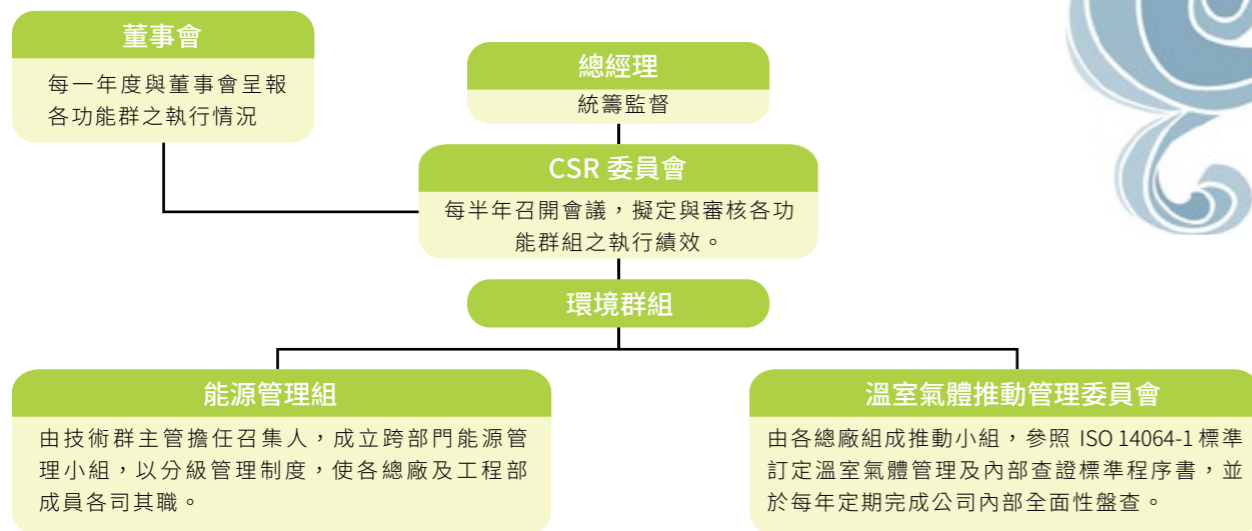 董事會
每一年度與董事會呈報
各功能群之執行情況
總經理
統籌監督
CSR 委員會
每半年召開會議，擬定與審核各功
能群組之執行績效。
環境群組
能源管理組
由技術群主管擔任召集人，成立跨部門能源管
理小組，以分級管理制度，使各總廠及工程部
成員各司其職。
溫室氣體推動管理委員會
由各總廠組成推動小組，參照 ISO 14064-1 標準
訂定溫室氣體管理及內部查證標準程序書，並
於每年定期完成公司內部全面性盤查。